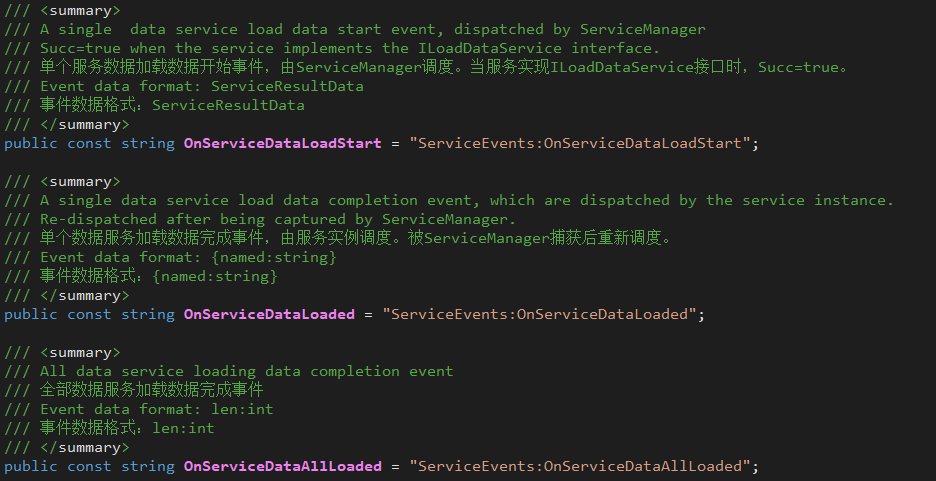 /// <summary>
/// A single  data service load data start event, dispatched by ServiceManager
/// Succ=true when the service implements the ILoadDataService interface.
/// 单个服务数据加载数据开始事件，由ServiceManager调度。当服务实现ILoadDataService接口时，Succ=true。
/// Event data format: ServiceResultData
/// 事件数据格式：ServiceResultData
/// </summary>
public const string OnServiceDataLoadStart = "ServiceEvents:OnServiceDataLoadStart";
/// <summary>
/// A single data service load data completion event, which are dispatched by the service instance.
/// Re-dispatched after being captured by ServiceManager.
/// 单个数据服务加载数据完成事件，由服务实例调度。被ServiceManager捕获后重新调度。
/// Event data format: {named:string}
/// 事件数据格式：{named:string}
/// </summary>
public const string OnServiceDataLoaded = "ServiceEvents:OnServiceDataLoaded";
/// <summary>
/// All data service loading data completion event
/// 全部数据服务加载数据完成事件
/// Event data format: len:int
/// 事件数据格式：len:int
/// </summary>
public const string OnServiceDataAllLoaded = "ServiceEvents:OnServiceDataAllLoaded";